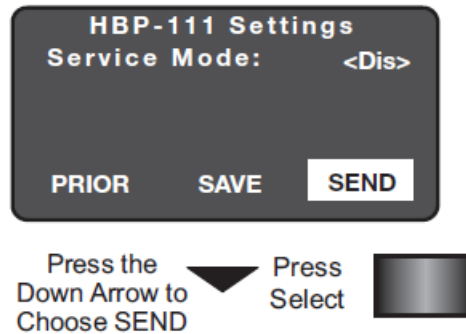 HBP-111 Settings
Service Mode: <Dis>
PRIOR SAVE SEND
Press the
Down Arrow to
Choose SEND
Press
Select